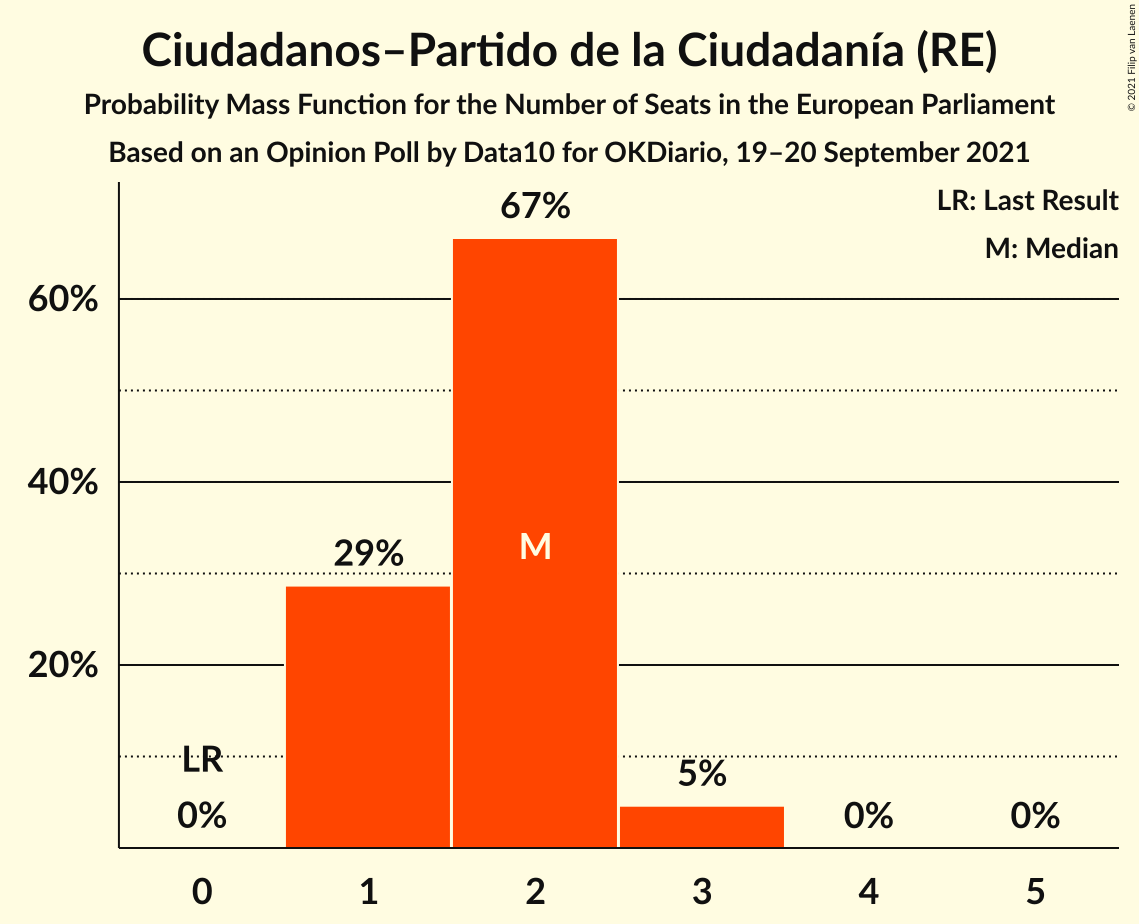 Ciudadanos–Partido de la Ciudadanía (RE)
Probability Mass Function for the Number of Seats in the European Parliament
Based on an Opinion Poll by Data10 for OKDiario, 19–20 September 2021
© 2021 Filip van Laenen
LR: Last Result
M: Median
67%
60%
40%
29%
M
20%
LR
0%
5%
0%
0%
0 1 2 3 4 5